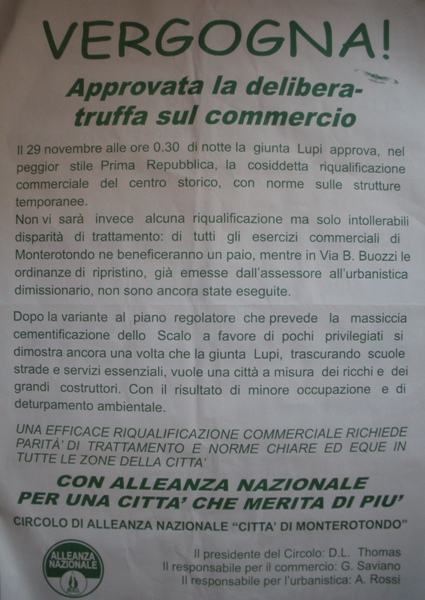 VERGOGNA!
Approvata la delibera-
truffa sul commercio
Il 29 novembre alle ore 0.30 di notte la giunta Lupi approva, nel
peggior stile Prima Repubblica, la cosiddetta riqualificazione
commerciale del centro storico, con norme sulle strutture
temporanee.
Non vi sarà invece alcuna riqualificazione ma solo intollerabili
disparità di trattamento: di tutti gli esercizi commerciali di
Monterotondo ne beneficeranno un paio, mentre in Via B. Buozzi le
ordinanze di ripristino, già emesse dall'assessore all'urbanistica
dimissionario, non sono ancora state eseguite.
Dopo la variante al piano regolatore che prevede la massiccia
cementificazione dello Scalo a favore di pochi privilegiati si
dimostra ancora una volta che la giunta Lupi, trascurando scuole
strade e servizi essenziali, vuole una città a misura dei ricchi e dei
grandi costruttori. Con il risultato di minore occupazione e di
deturpamento ambientale.
UNA EFFICACE RIQUALIFICAZIONE COMMERCIALE RICHIEDE
PARITÀ' DI TRATTAMENTO E NORME CHIARE ED EQUE IN
TUTTE LE ZONE DELLA CITTA'
CON ALLEANZA NAZIONALE
PER UNA CITTA' CHE MERITA DI PIU'
CIRCOLO DI ALLEANZA NAZIONALE "CITTA' DI MONTEROTONDO"
ALLEANZA
NAZIONALE
Il presidente del Circolo: D.L. Thomas
Il responsabile per il commercio: G. Saviano
Il responsabile per l'urbanistica: A. Rossi